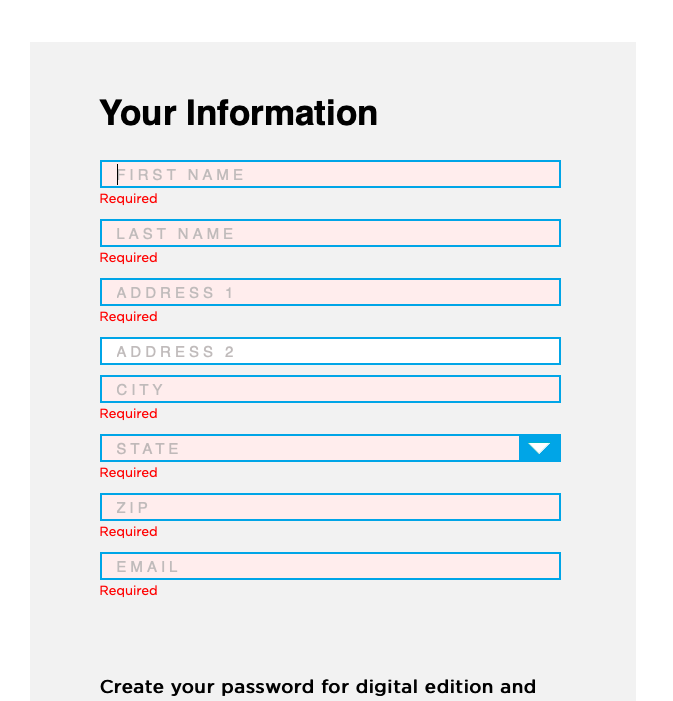 Your Information
FIRST NAME
Required
LAST NAME
Required
ADDRESS 1
Required
ADDRESS 2
CITY
Required
STATE
Required
ZIP
Required
EMAIL
Required
Create your password for digital edition and